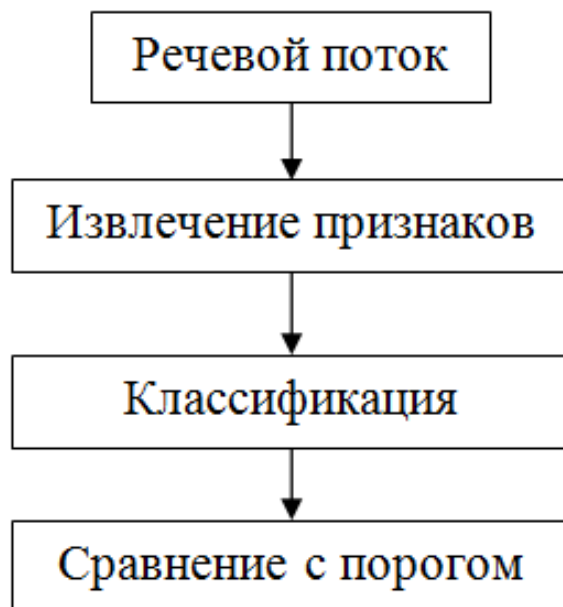 Речевой поток
Извлечение признаков
Классификация
Сравнение с порогом